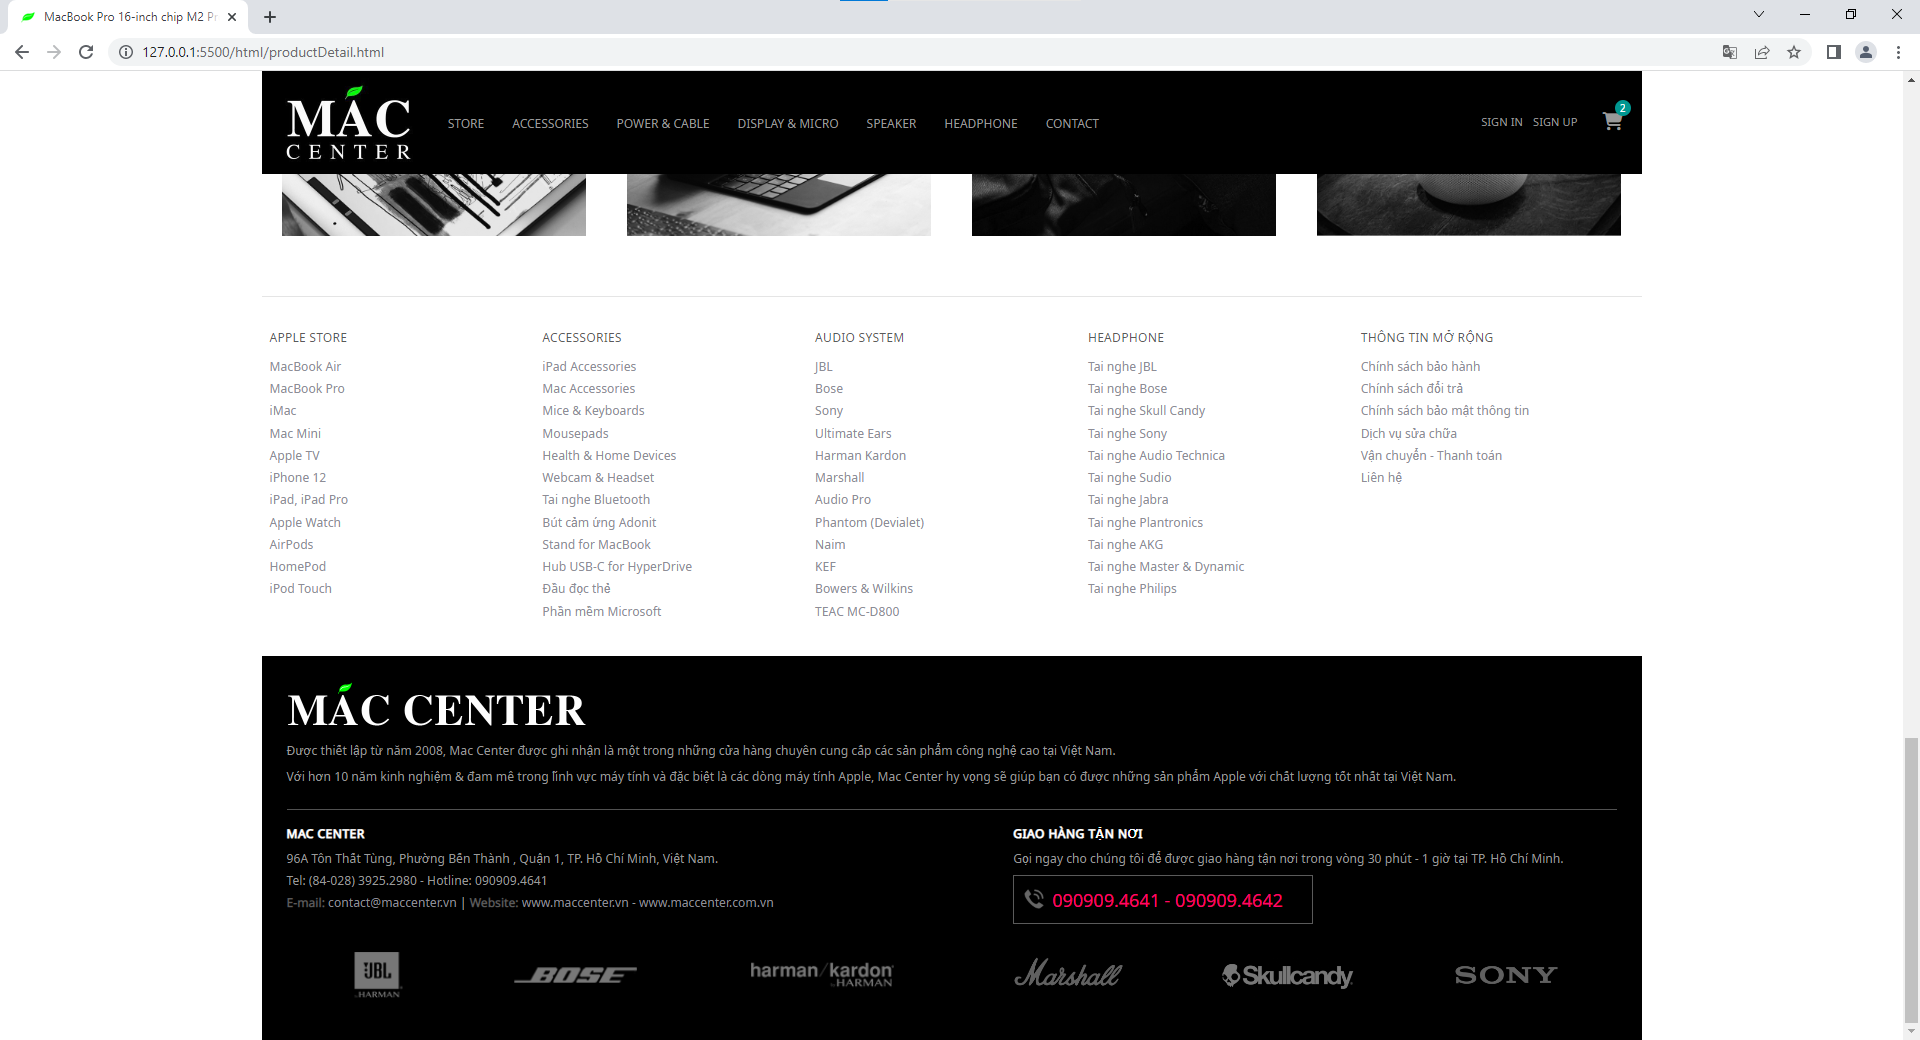 MacBook Pro 16-inch chip M2 Pr
127.0.0.1:5500/html/productDetail.html
MAC
CENTER
STORE
ACCESSORIES
POWER & CABLE
DISPLAY & MICRO
SPEAKER
HEADPHONE
CONTACT
SIGN IN
SIGN UP
2
APPLE STORE
MacBook Air
MacBook Pro
iMac
Mac Mini
Apple TV
iPhone 12
iPad, iPad Pro
Apple Watch
AirPods
HomePod
iPod Touch
ACCESSORIES
iPad Accessories
Mac Accessories
Mice & Keyboards
Mousepads
Health & Home Devices
Webcam & Headset
Tai nghe Bluetooth
Bút cảm ứng Adonit
Stand for MacBook
Hub USB-C for HyperDrive
Đầu đọc thẻ
Phần mềm Microsoft
AUDIO SYSTEM
JBL
Bose
Sony
Ultimate Ears
Harman Kardon
Marshall
Audio Pro
Phantom (Devialet)
Naim
KEF
Bowers & Wilkins
TEAC MC-D800
HEADPHONE
Tai nghe JBL
Tai nghe Bose
Tai nghe Skull Candy
Tai nghe Sony
Tai nghe Audio Technica
Tai nghe Sudio
Tai nghe Jabra
Tai nghe Plantronics
Tai nghe AKG
Tai nghe Master & Dynamic
Tai nghe Philips
THÔNG TIN MỞ RỘNG
Chính sách bảo hành
Chính sách đổi trả
Chính sách bảo mật thông tin
Dịch vụ sửa chữa
Vận chuyển - Thanh toán
Liên hệ
MAC CENTER
Được thiết lập từ năm 2008, Mac Center được ghi nhận là một trong những cửa hàng chuyên cung cấp các sản phẩm công nghệ cao tại Việt Nam.
Với hơn 10 năm kinh nghiệm & đam mê trong lĩnh vực máy tính và đặc biệt là các dòng máy tính Apple, Mac Center hy vọng sẽ giúp bạn có được những sản phẩm Apple với chất lượng tốt nhất tại Việt Nam.
MAC CENTER
96A Tôn Thất Tùng, Phường Bến Thành , Quận 1, TP. Hồ Chí Minh, Việt Nam.
Tel: (84-028) 3925.2980 - Hotline: 090909.4641
E-mail: contact@maccenter.vn | Website: www.maccenter.vn - www.maccenter.com.vn
GIAO HÀNG TẬN NƠI
Gọi ngay cho chúng tôi để được giao hàng tận nơi trong vòng 30 phút - 1 giờ tại TP. Hồ Chí Minh.
090909.4641 - 090909.4642
JBL
by HARMAN
BOSE
harman/kardon
by HARMAN
Marshall
Skullcandy
SONY